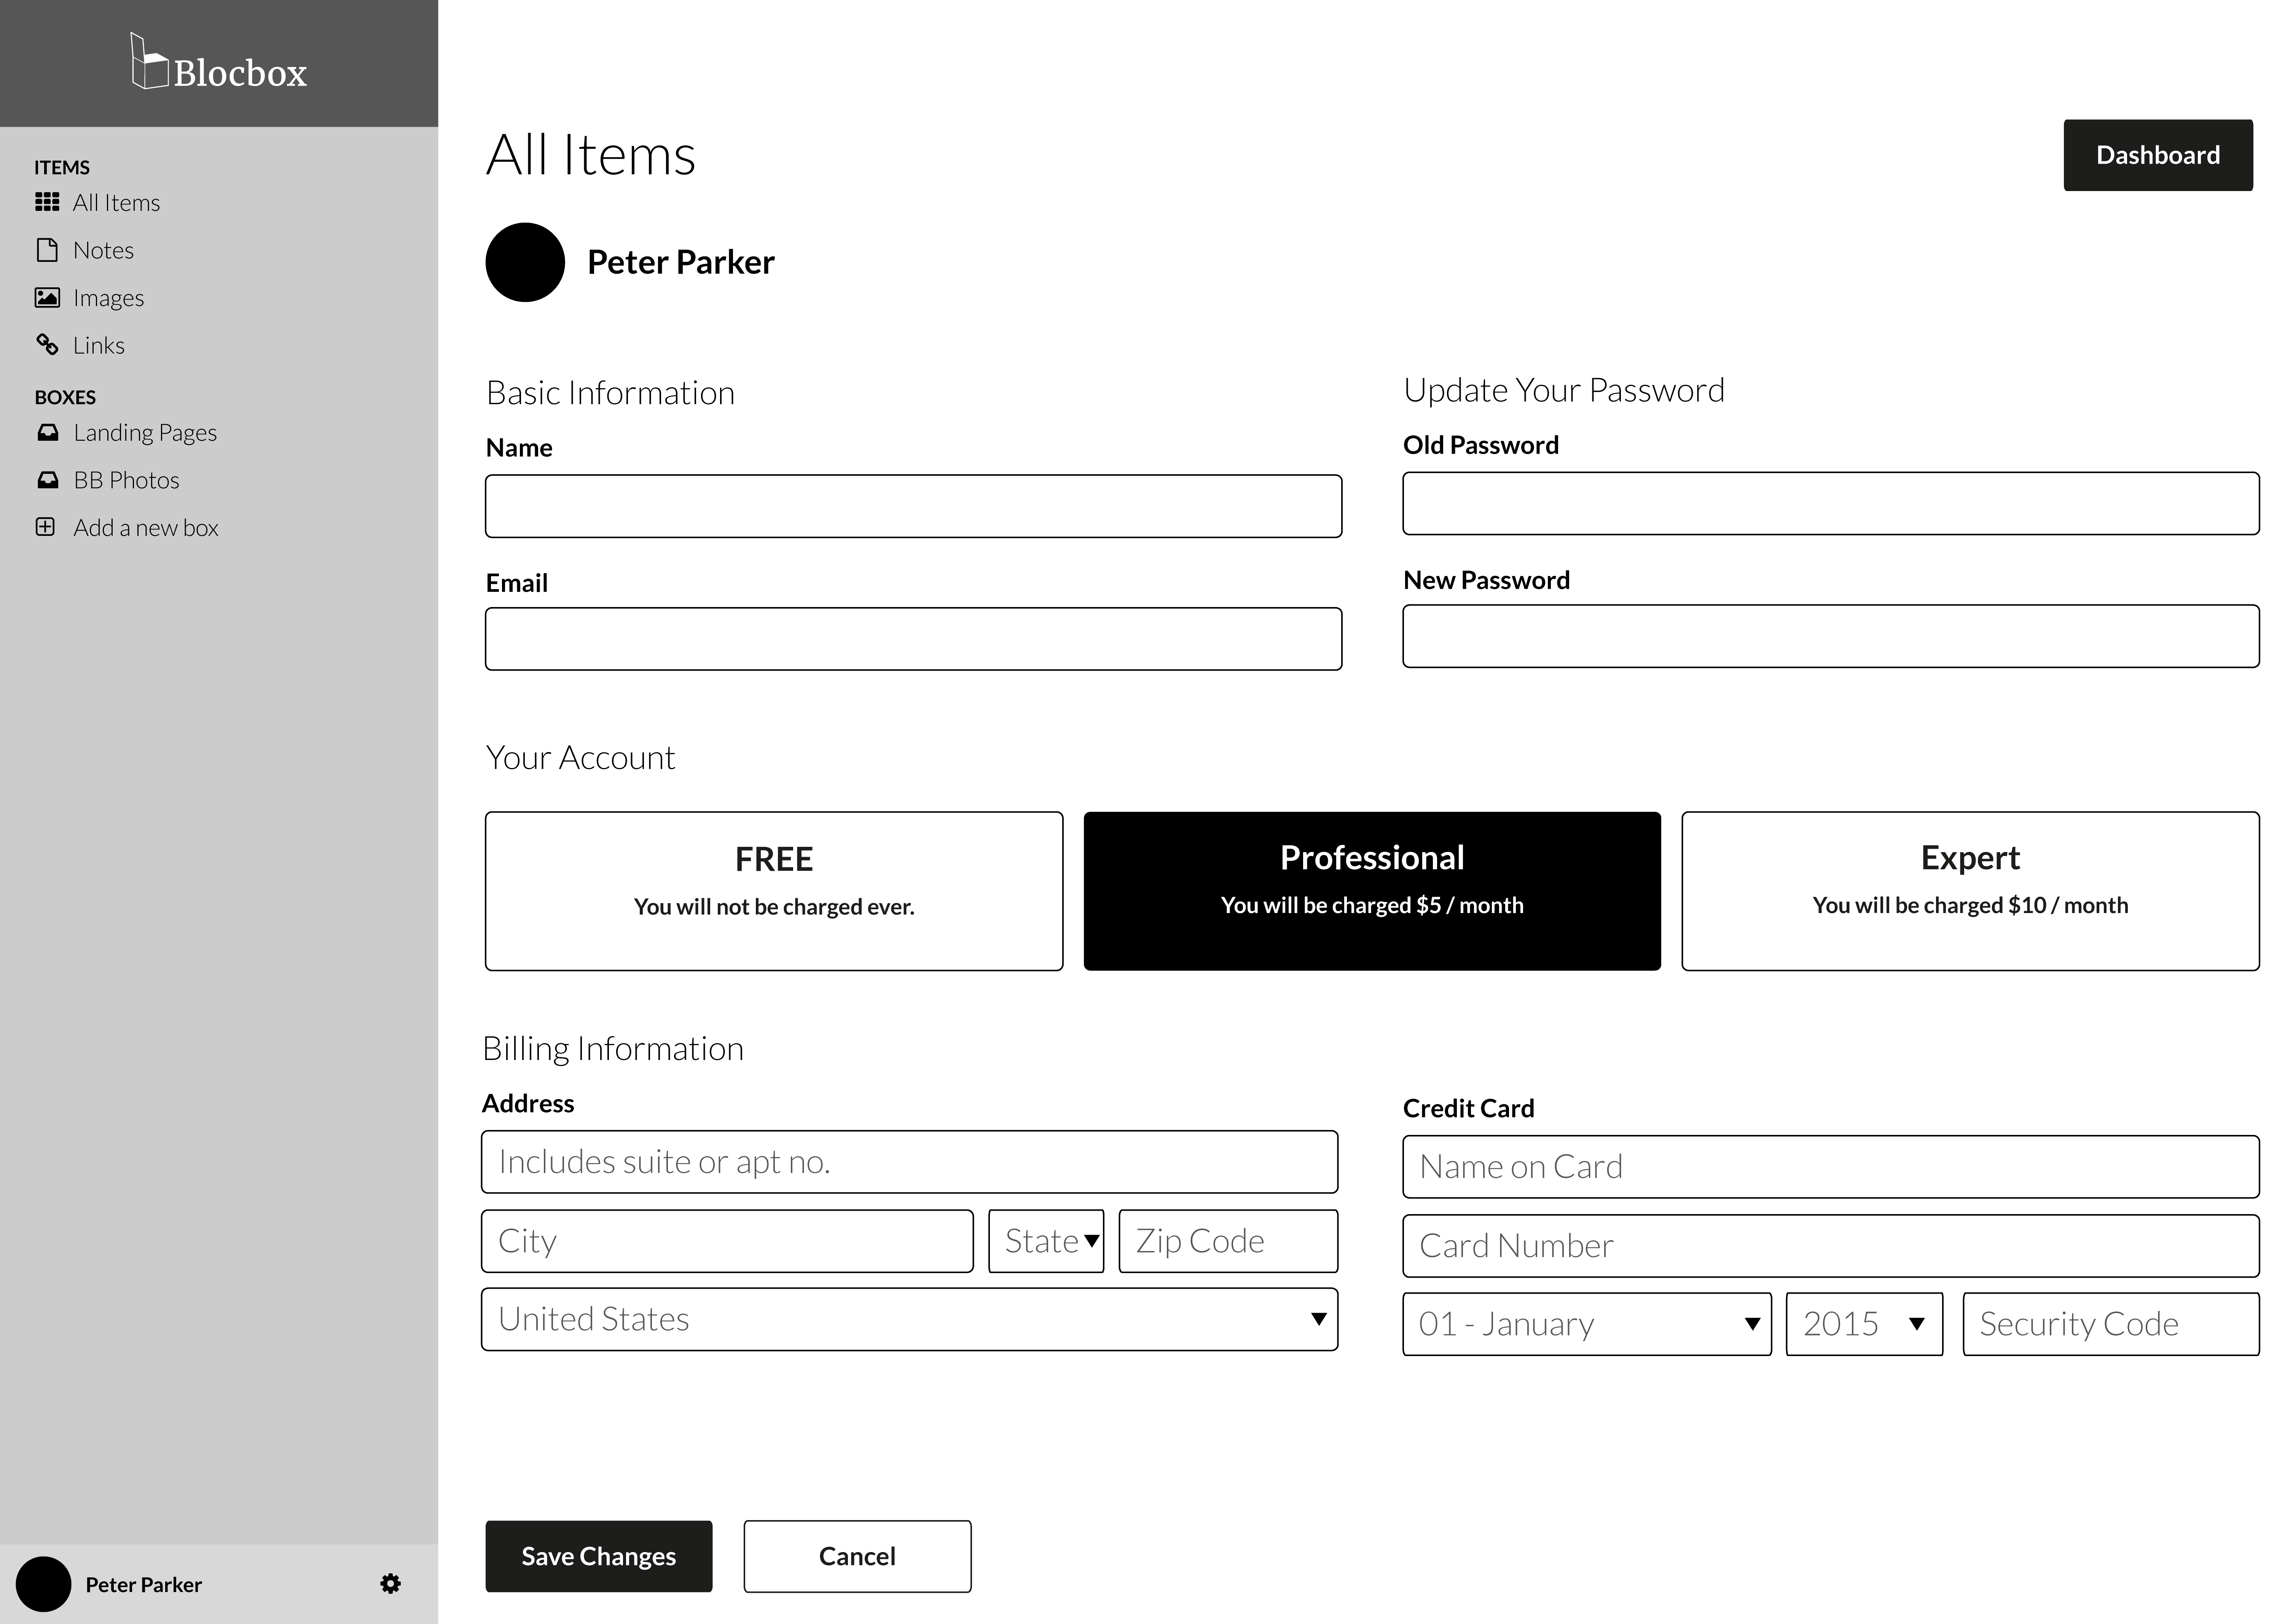 Blocbox
ITEMS
All Items
Notes
Images
Links
BOXES
Landing Pages
BB Photos
Add a new box
Peter Parker
All Items
Dashboard
Peter Parker
Basic Information
Name
Email
Update Your Password
Old Password
New Password
Your Account
FREE
You will not be charged ever.
Professional
You will be charged $5 / month
Expert
You will be charged $10 / month
Billing Information
Address
Includes suite or apt no.
City
State
Zip Code
United States
Credit Card
Name on Card
Card Number
01 - January
2015
Security Code
Save Changes
Cancel